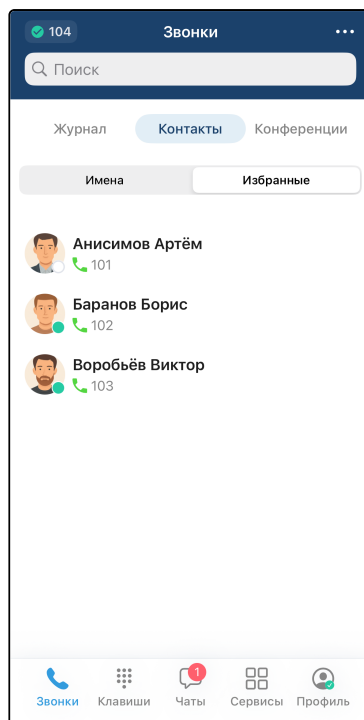 104 Звонки
Поиск
Журнал Контакты Конференции
Имена Избранные
Анисимов Артём
101
Баранов Борис
102
Воробьёв Виктор
103
1
Звонки Клавиши Чаты Сервисы Профиль